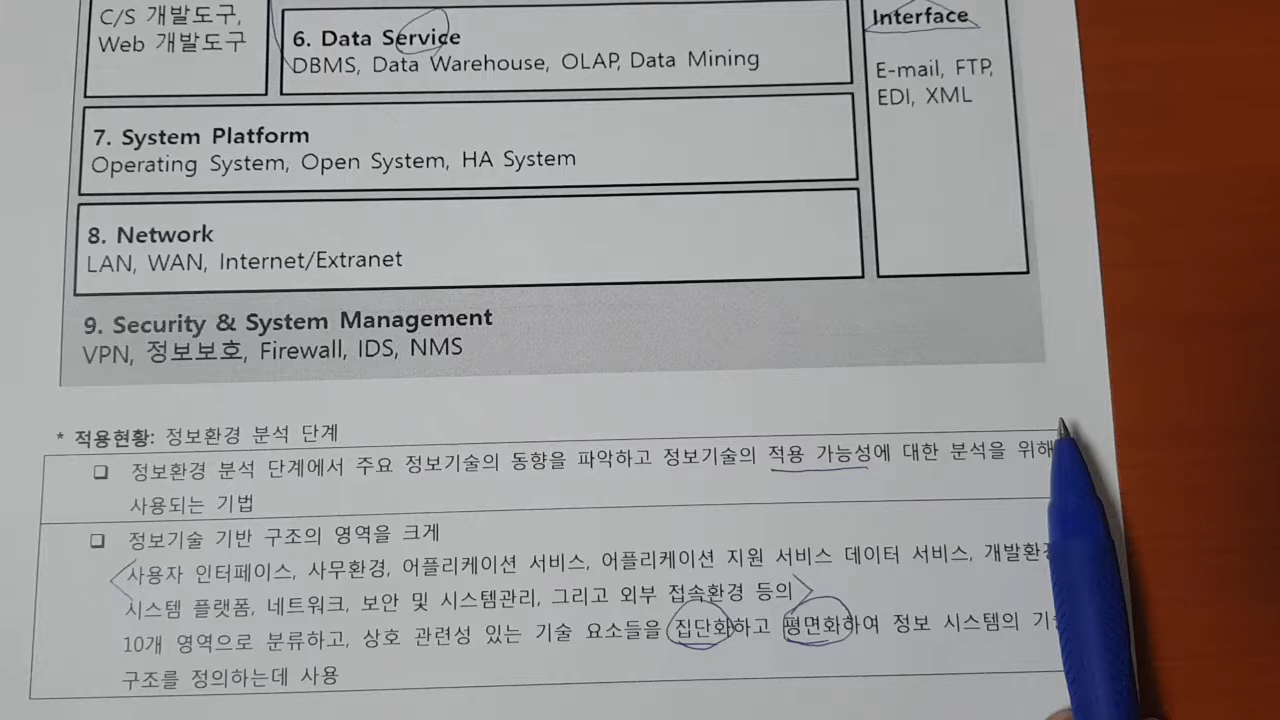 C/S 개발도구,
Web 개발도구
6. Data Service
DBMS, Data Warehouse, OLAP, Data Mining
Interface
E-mail, FTP,
EDI, XML
7. System Platform
Operating System, Open System, HA System
8. Network
LAN, WAN, Internet/Extranet
9. Security & System Management
VPN, 정보보호, Firewall, IDS, NMS
* 적용현황: 정보환경 분석 단계
❑ 정보환경 분석 단계에서 주요 정보기술의 동향을 파악하고 정보기술의 적용 가능성에 대한 분석을 위해
사용되는 기법
❑ 정보기술 기반 구조의 영역을 크게
사용자 인터페이스, 사무환경, 어플리케이션 서비스, 어플리케이션 지원 서비스 데이터 서비스,
시스템 플랫폼, 네트워크, 보안 및 시스템관리, 그리고 외부 접속환경 등의
10개 영역으로 분류하고, 상호 관련성 있는 기술 요소들을 집단화하고 평면화하여 정보 시스템의
구조를 정의하는데 사용